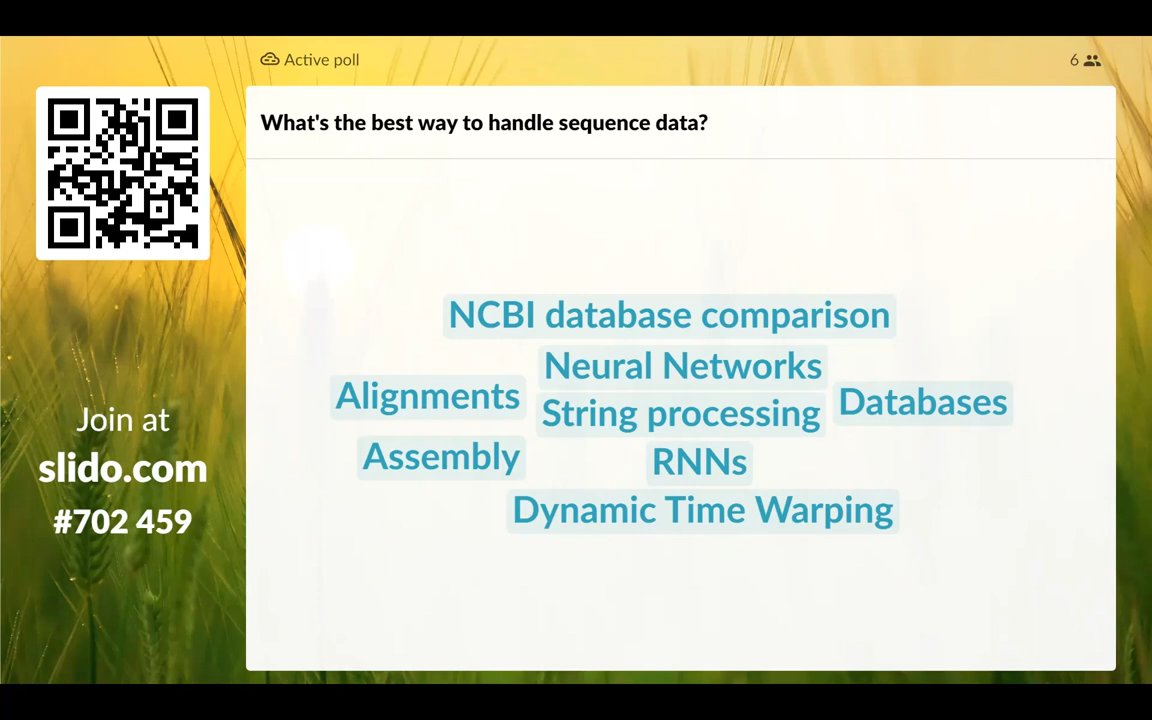 Active poll
6
What's the best way to handle sequence data?
NCBI database comparison
Neural Networks
Alignments
Databases
String processing
Assembly
RNNs
Dynamic Time Warping
Join at
slido.com
#702 459